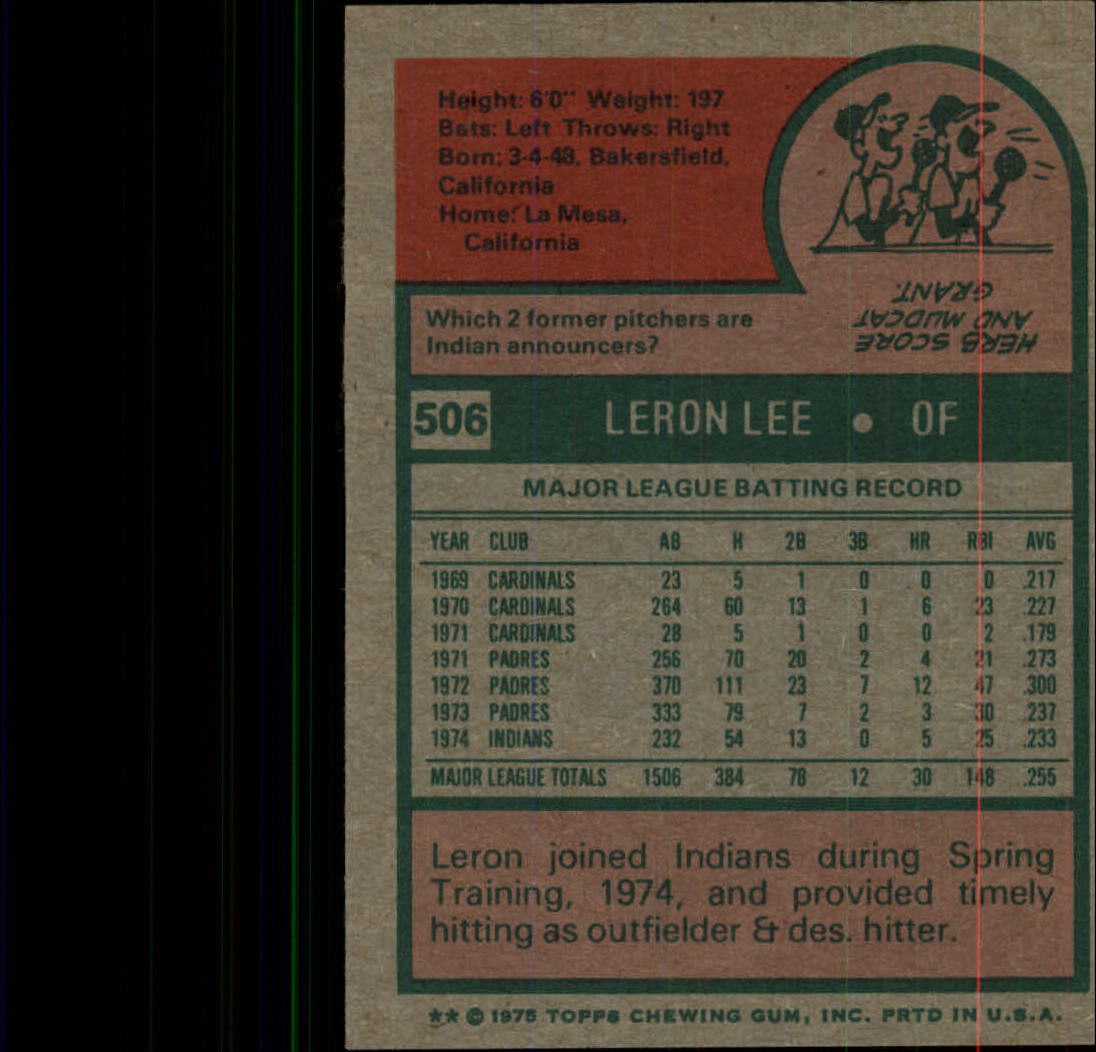 Height: 6'0" Weight: 197
Bats: Left Throws: Right
Born: 3-4-48, Bakersfield,
California
Home: La Mesa,
California
Which 2 former pitchers are
Indian announcers?
HERB SCORE
AND MUDCAT
GRANT.
506 LERON LEE • OF
MAJOR LEAGUE BATTING RECORD
YEAR CLUB AB H 2B 3B HR RBI AVG
1969 CARDINALS 23 5 1 0 0 0 .217
1970 CARDINALS 264 60 13 1 6 23 .227
1971 CARDINALS 28 5 1 0 0 2 .179
1971 PADRES 256 70 20 2 4 21 .273
1972 PADRES 370 111 23 7 12 47 .300
1973 PADRES 333 79 7 2 3 30 .237
1974 INDIANS 232 54 13 0 5 25 .233
MAJOR LEAGUE TOTALS 1506 384 78 12 30 148 .255
Leron joined Indians during Spring
Training, 1974, and provided timely
hitting as outfielder & des. hitter.
** © 1975 TOPPS CHEWING GUM, INC. PRTD IN U.S.A.